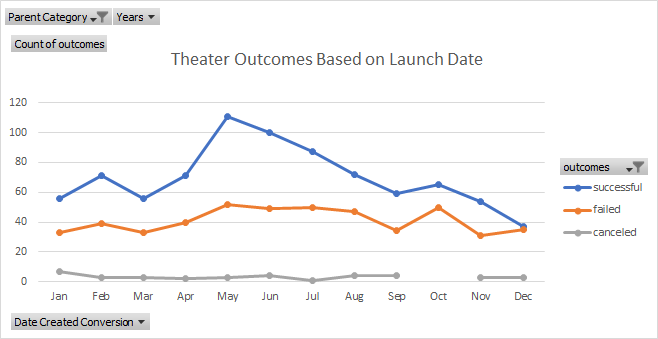 Parent Category Years
Count of outcomes
Theater Outcomes Based on Launch Date
120
100
80
60
40
20
0
Jan Feb Mar Apr May Jun Jul Aug Sep Oct Nov Dec
outcomes
successful
failed
canceled
Date Created Conversion